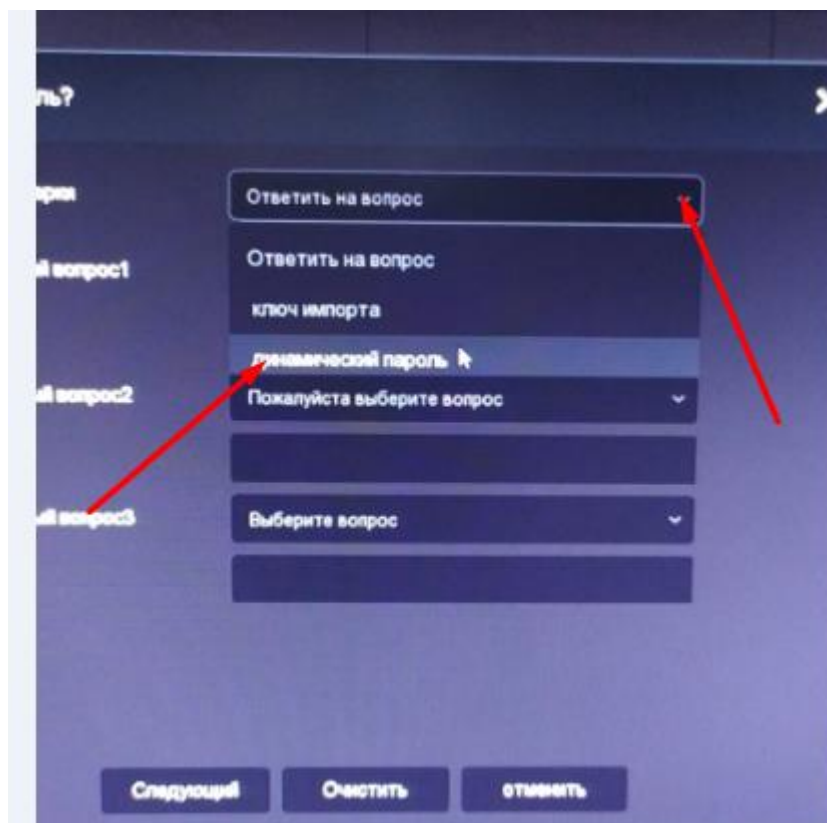 ль?
Ответить на вопрос
Ответить на вопрос
й вопрос1
ключ импорта
динамический пароль
й вопрос2
Пожалуйста выберите вопрос
й вопрос3
Выберите вопрос
Следующий Очистить отменить